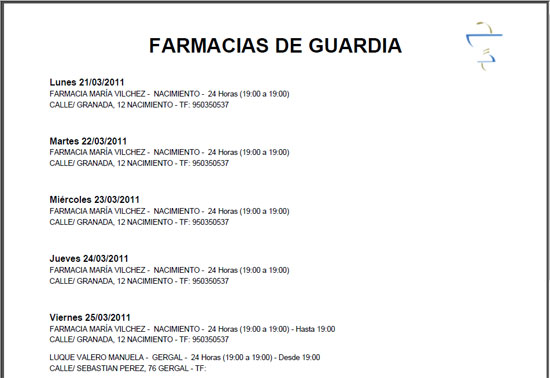 FARMACIAS DE GUARDIA
Lunes 21/03/2011
FARMACIA MARÍA VILCHEZ - NACIMIENTO - 24 Horas (19:00 a 19:00)
CALLE/ GRANADA, 12 NACIMIENTO - TF: 950350537
Martes 22/03/2011
FARMACIA MARÍA VILCHEZ - NACIMIENTO - 24 Horas (19:00 a 19:00)
CALLE/ GRANADA, 12 NACIMIENTO - TF: 950350537
Miércoles 23/03/2011
FARMACIA MARÍA VILCHEZ - NACIMIENTO - 24 Horas (19:00 a 19:00)
CALLE/ GRANADA, 12 NACIMIENTO - TF: 950350537
Jueves 24/03/2011
FARMACIA MARÍA VILCHEZ - NACIMIENTO - 24 Horas (19:00 a 19:00)
CALLE/ GRANADA, 12 NACIMIENTO - TF: 950350537
Viernes 25/03/2011
FARMACIA MARÍA VILCHEZ - NACIMIENTO - 24 Horas (19:00 a 19:00) - Hasta 19:00
CALLE/ GRANADA, 12 NACIMIENTO - TF: 950350537
LUQUE VALERO MANUELA - GERGAL - 24 Horas (19:00 a 19:00) - Desde 19:00
CALLE/ SEBASTIAN PEREZ, 76 GERGAL - TF: